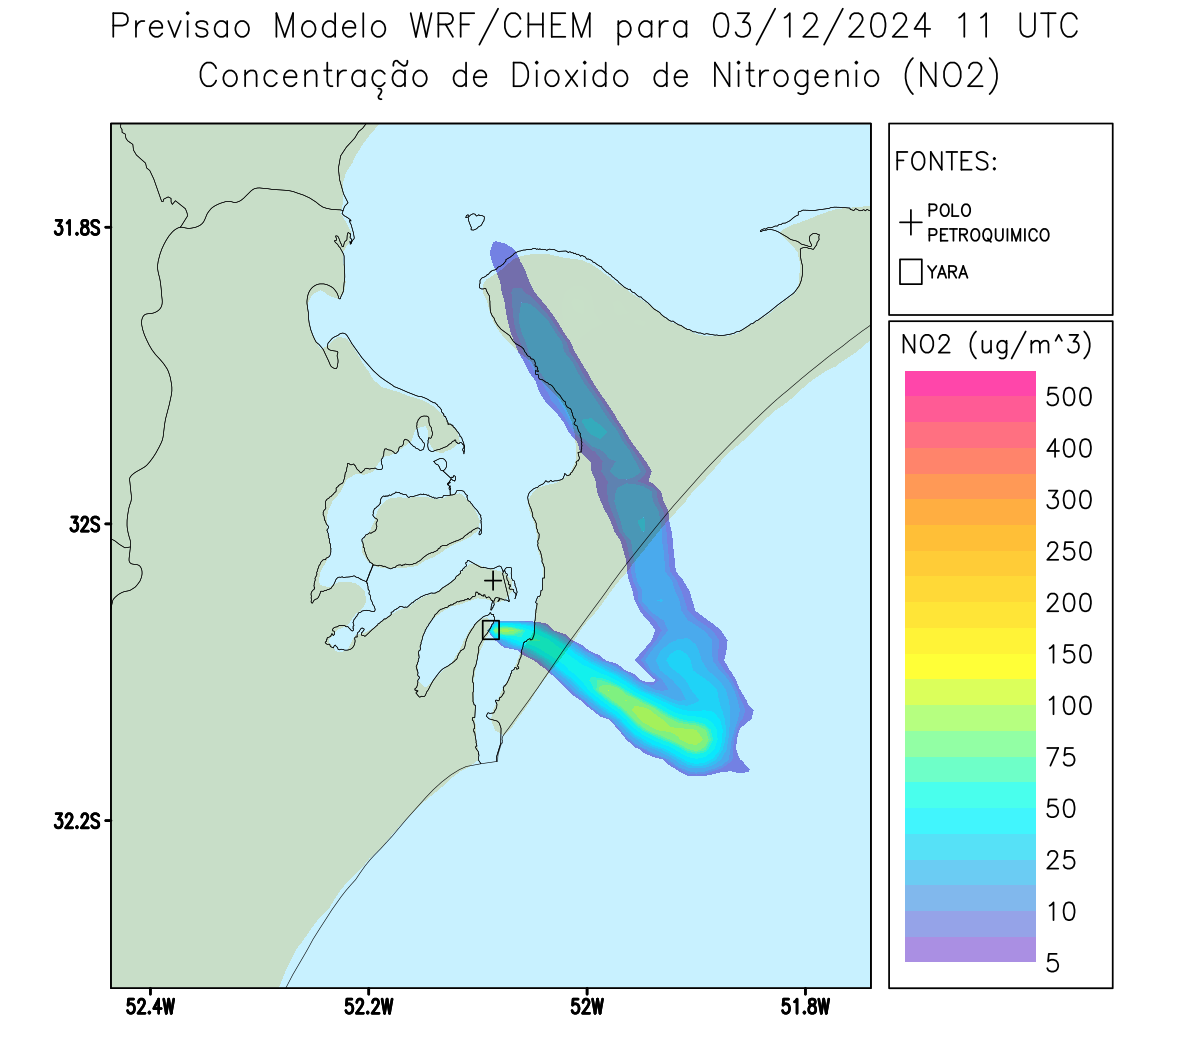 Previsao Modelo WRF/CHEM para 03/12/2024 11 UTC
Concentração de Dioxido de Nitrogenio (NO2)
FONTES:
POLO
PETROQUIMICO
YARA
NO2 (ug/m^3)
500
400
300
250
200
150
100
75
50
25
10
5
31.8S
32S
32.2S
52.4W
52.2W
52W
51.8W